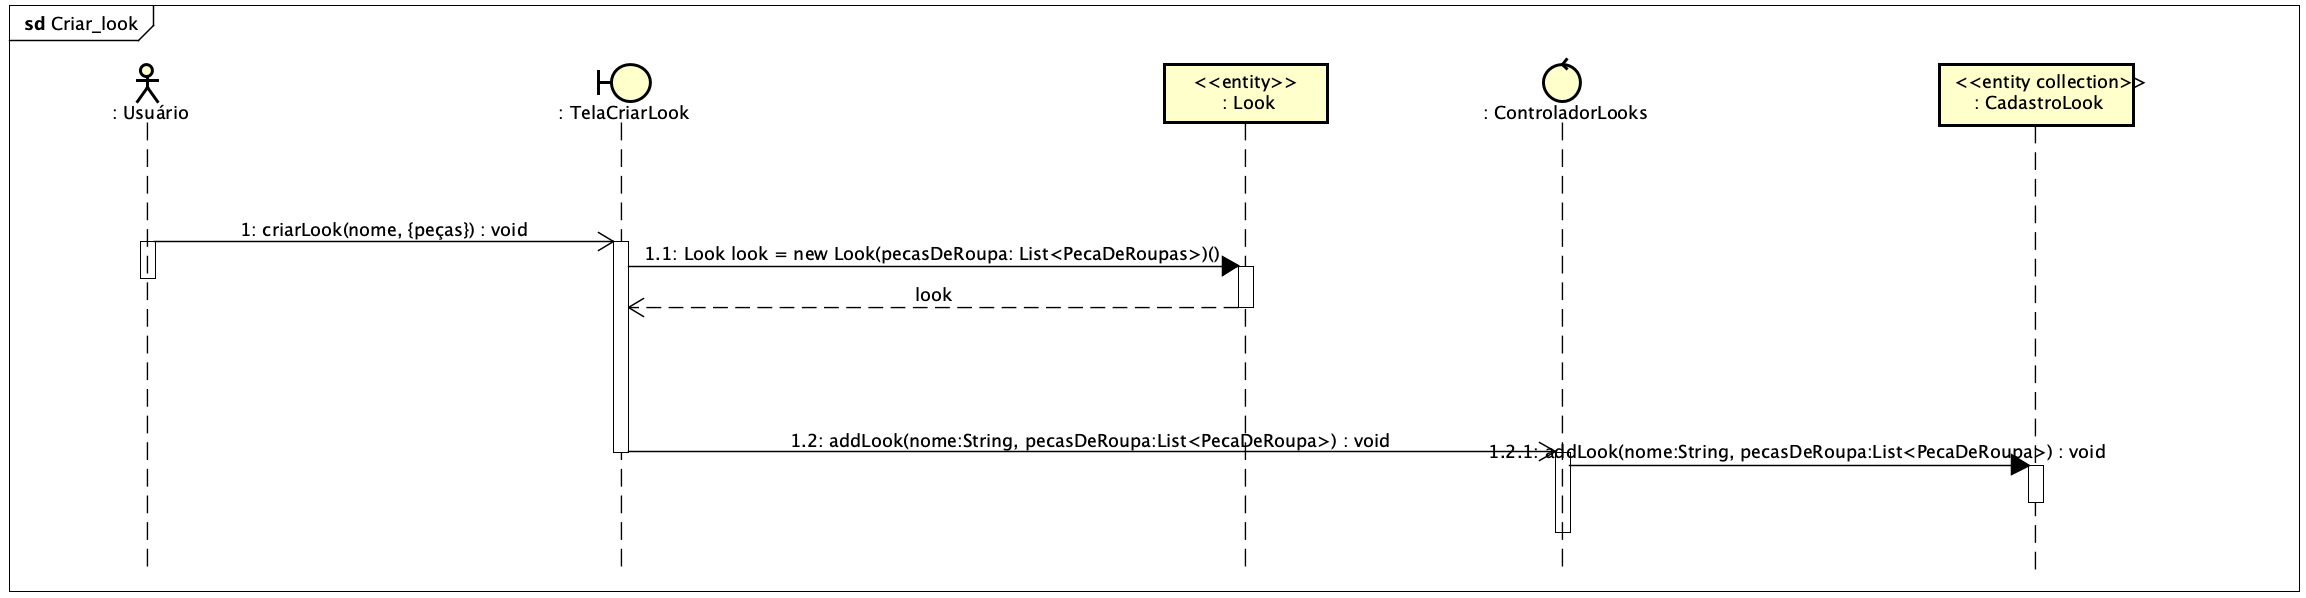 sd Criar_look
: Usuário
: TelaCriarLook
<<entity>>
: Look
: ControladorLooks
<<entity collection>>
: CadastroLook
1: criarLook(nome, {peças}) : void
1.1: Look look = new Look(pecasDeRoupa: List<PecaDeRoupas>)()
look
1.2: addLook(nome:String, pecasDeRoupa:List<PecaDeRoupa>) : void
1.2.1: addLook(nome:String, pecasDeRoupa:List<PecaDeRoupa>) : void